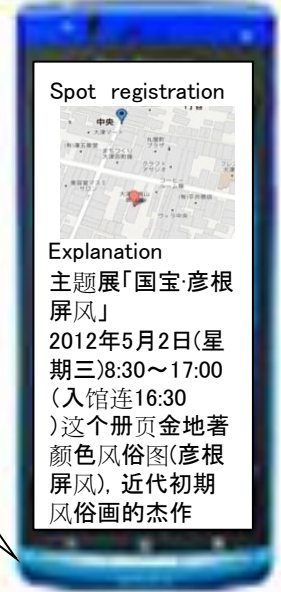 Spot registration
中央
Explanation
主题展「国宝·彦根
屏风」
2012年5月2日(星
期三)8:30～17:00
(入馆连16:30
)这个册页金地著
颜色风俗图(彦根
屏风), 近代初期
风俗画的杰作